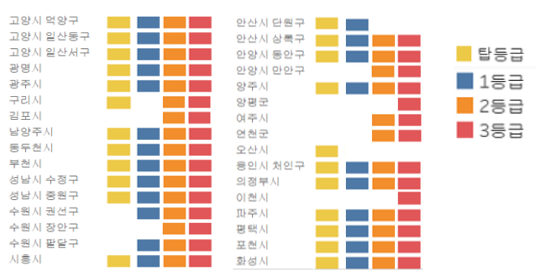 고양시 덕양구
고양시 일산동구
고양시 일산서구
광명시
광주시
구리시
김포시
남양주시
동두천시
부천시
성남시 수정구
성남시 중원구
수원시 권선구
수원시 장안구
수원시 팔달구
시흥시
안산시 단원구
안산시 상록구
안양시 동안구
안양시 만안구
양주시
양평군
여주시
연천군
오산시
용인시 처인구
의정부시
이천시
파주시
평택시
포천시
화성시
탑등급
1등급
2등급
3등급